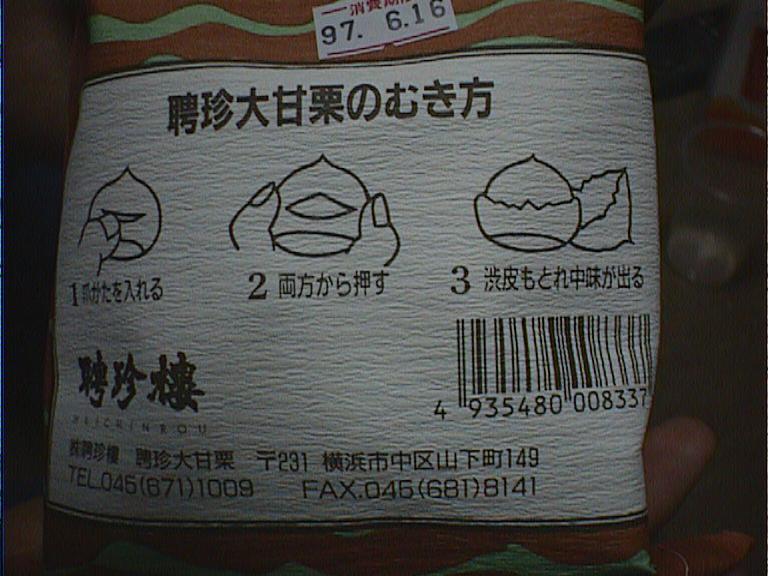 消費期限
97. 6.16
聘珍大甘栗のむき方
1 爪かたを入れる
2 両方から押す
3 渋皮もとれ中味が出る
聘珍樓
HEICHINROU
4 935480 008337
㈱聘珍樓 聘珍大甘栗 〒231 横浜市中区山下町149
TEL.045(671)1009 FAX.045(681)8141